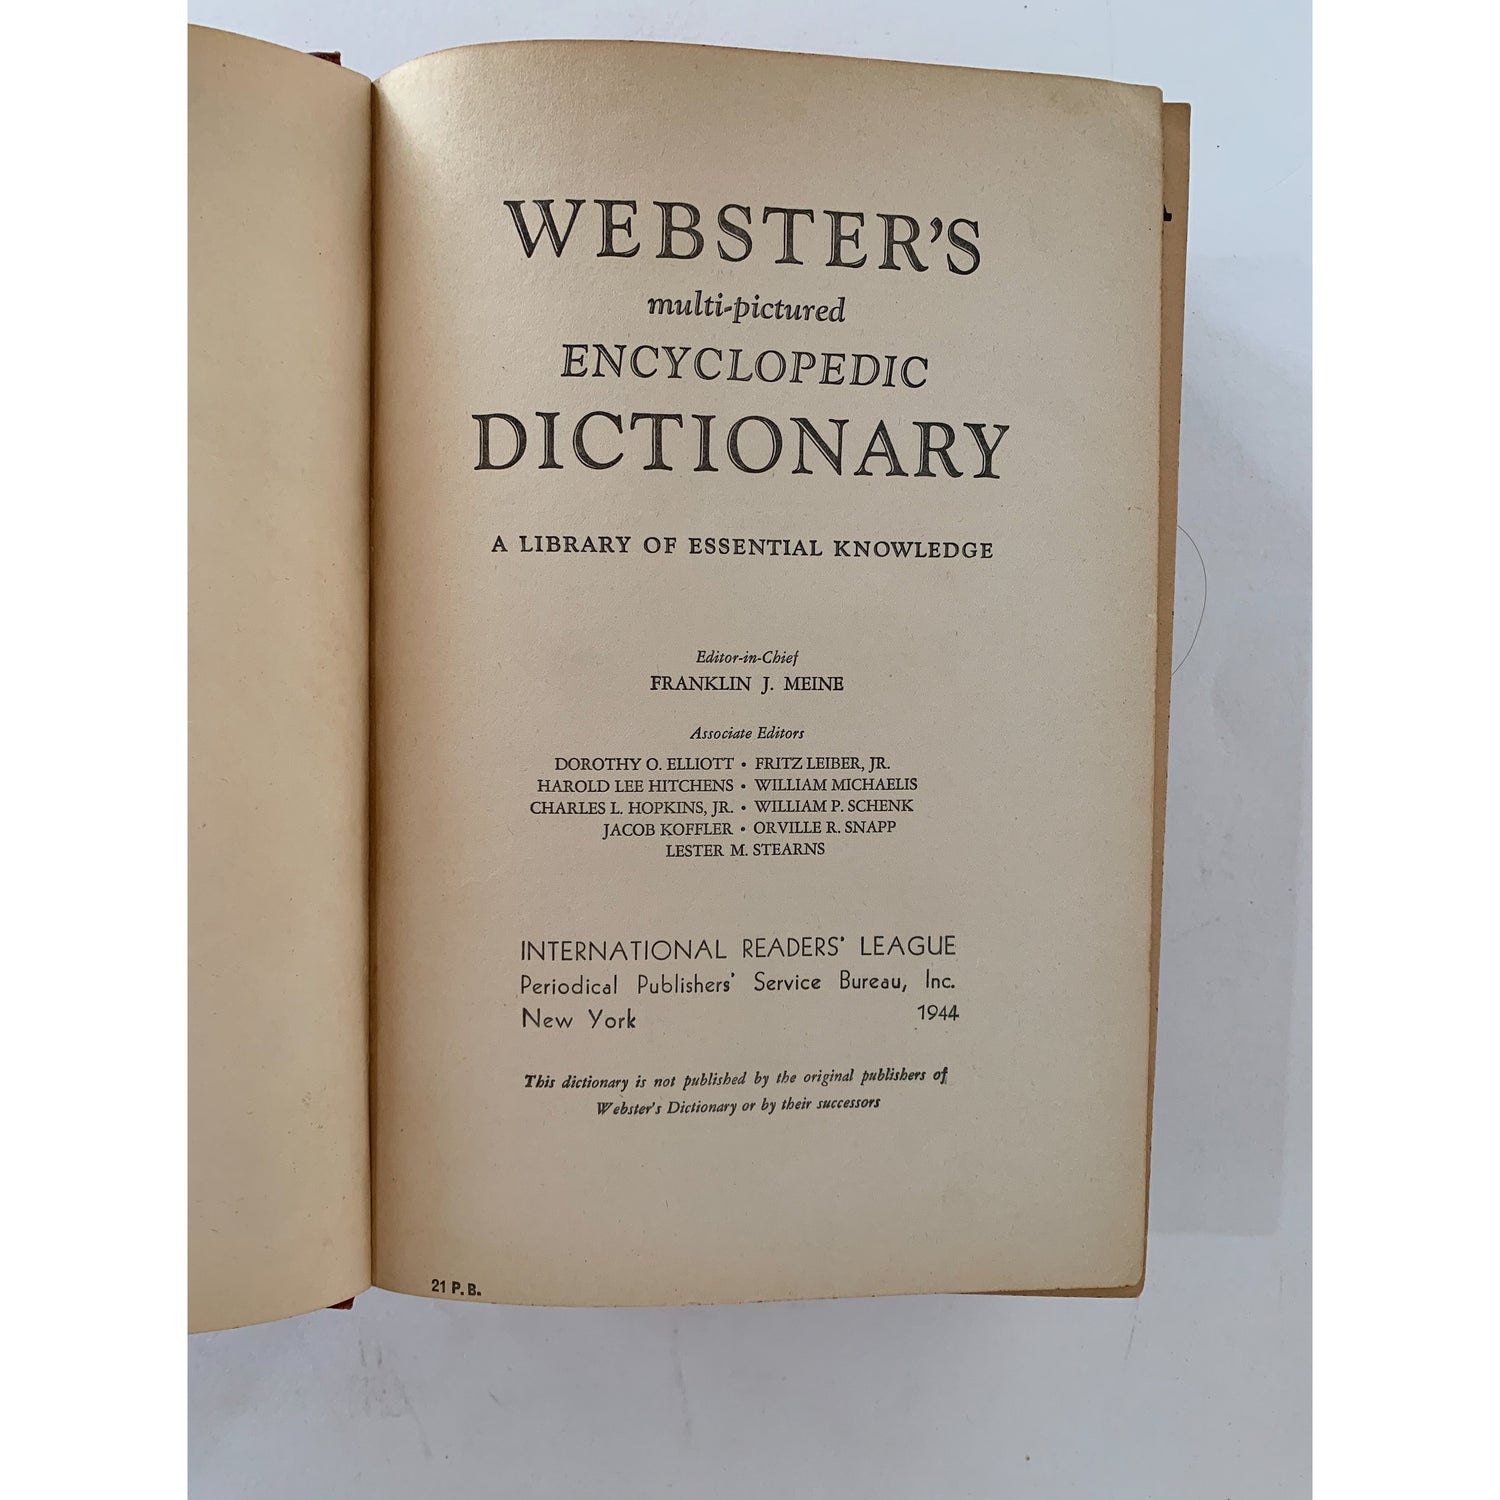 WEBSTER'S
multi-pictured
ENCYCLOPEDIC
DICTIONARY
A LIBRARY OF ESSENTIAL KNOWLEDGE
Editor-in-Chief
FRANKLIN J. MEINE
Associate Editors
DOROTHY O. ELLIOTT • FRITZ LEIBER, JR.
HAROLD LEE HITCHENS • WILLIAM MICHAELIS
CHARLES L. HOPKINS, JR. • WILLIAM P. SCHENK
JACOB KOFFLER • ORVILLE R. SNAPP
LESTER M. STEARNS
INTERNATIONAL READERS' LEAGUE
Periodical Publishers' Service Bureau, Inc.
New York 1944
This dictionary is not published by the original publishers of
Webster's Dictionary or by their successors
21 P. B.